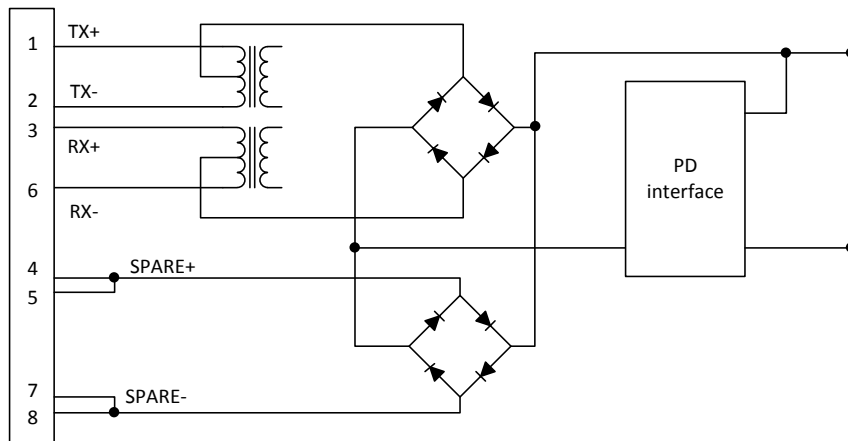 1
TX+
2
TX-
3
RX+
6
RX-
4
SPARE+
5
7
SPARE-
8
PD
interface